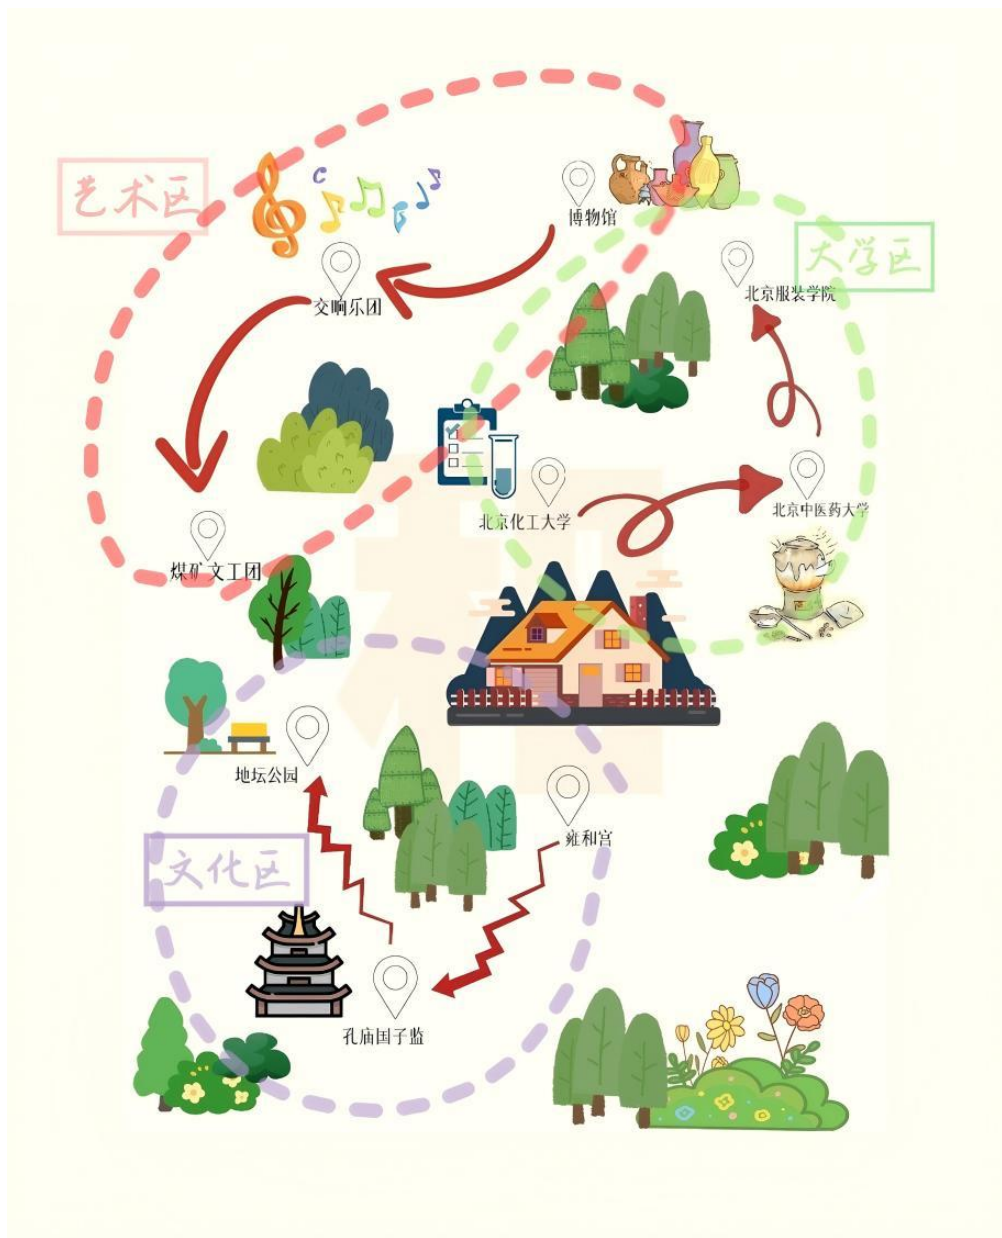 艺术区
博物馆
大学区
北京服装学院
交响乐团
北京中医药大学
北京化工大学
煤矿文工团
地坛公园
雍和宫
文化区
孔庙国子监
和